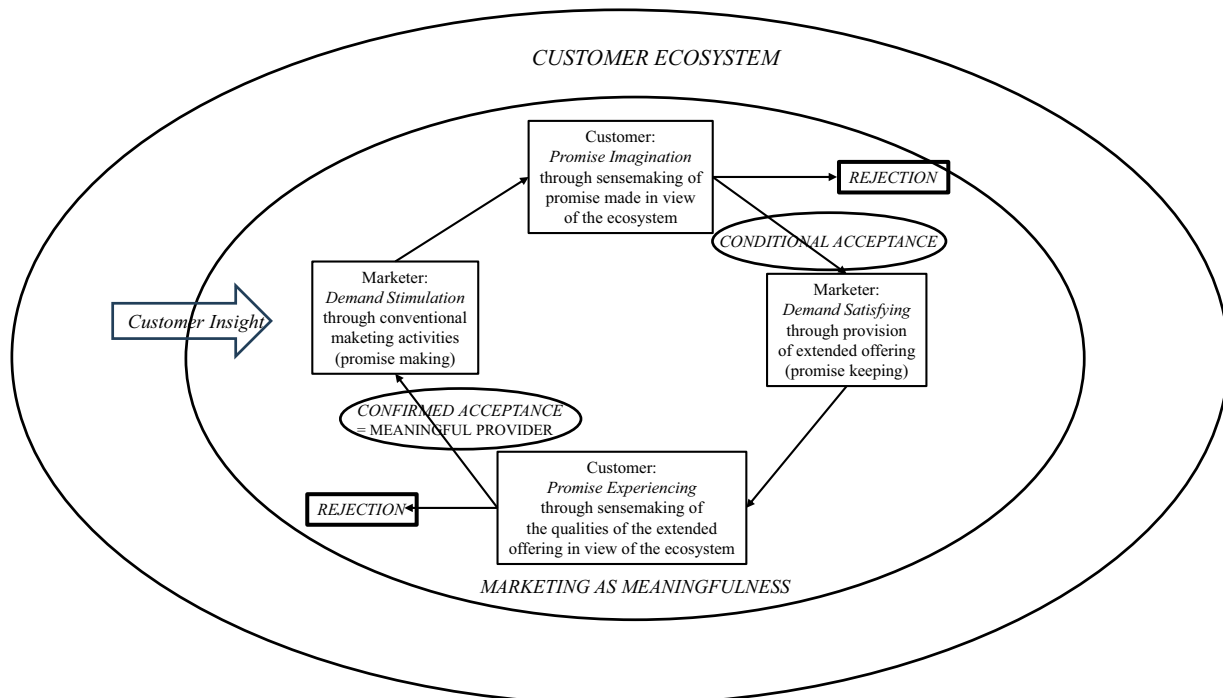 CUSTOMER ECOSYSTEM
Customer:
Promise Imagination
through sensemaking of
promise made in view
of the ecosystem
REJECTION
CONDITIONAL ACCEPTANCE
Marketer:
Demand Stimulation
through conventional
maketing activities
(promise making)
Customer Insight
Marketer:
Demand Satisfying
through provision
of extended offering
(promise keeping)
CONFIRMED ACCEPTANCE
= MEANINGFUL PROVIDER
Customer:
Promise Experiencing
through sensemaking of
the qualities of the extended
offering in view of the ecosystem
REJECTION
MARKETING AS MEANINGFULNESS